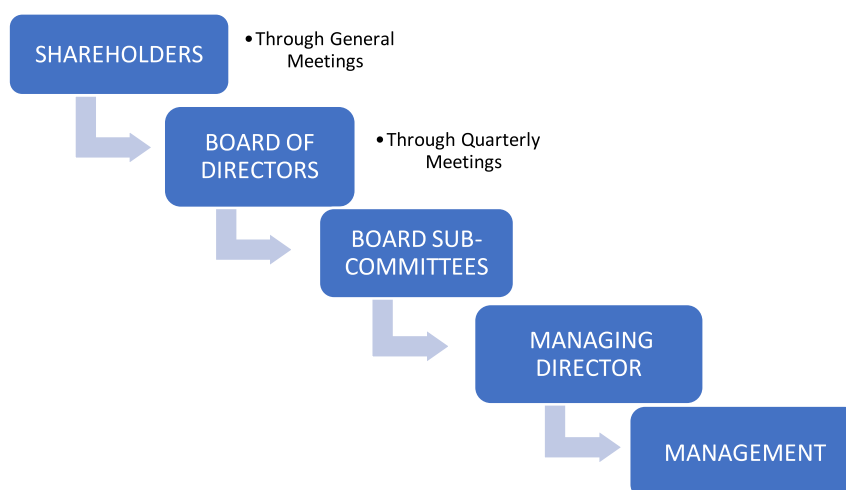 SHAREHOLDERS
•Through General
Meetings
BOARD OF
DIRECTORS
•Through Quarterly
Meetings
BOARD SUB-
COMMITTEES
MANAGING
DIRECTOR
MANAGEMENT